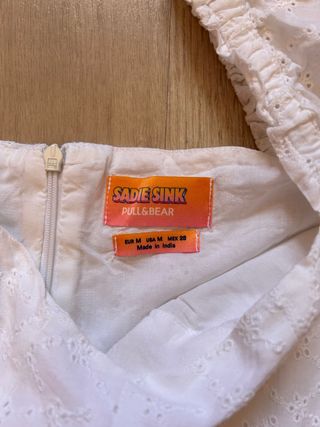 SADIE SINK
PULL&BEAR
EUR M USA M MEX 28
Made in India